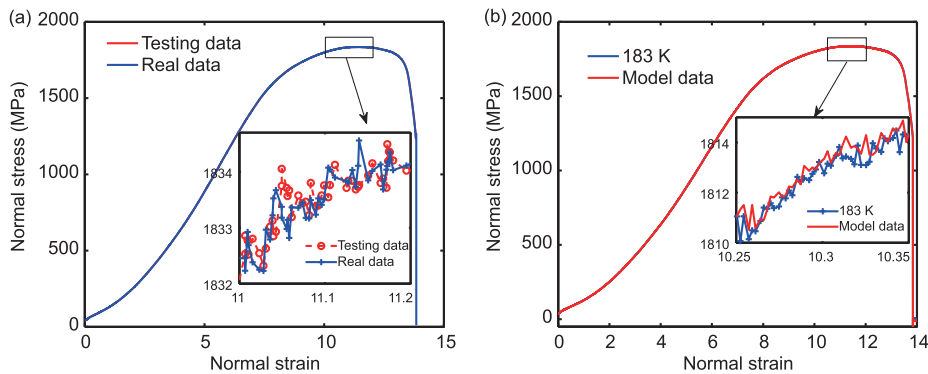 (a)
Normal stress (MPa)
2000
1500
1000
500
0
Testing data
Real data
1834
1833
1832
11
11.1
11.2
Testing data
Real data
0
5
10
15
Normal strain
(b)
Normal stress (MPa)
2000
1500
1000
500
0
183 K
Model data
1814
1812
1810
10.25
10.3
10.35
183 K
Model data
0
2
4
6
8
10
12
14
Normal strain